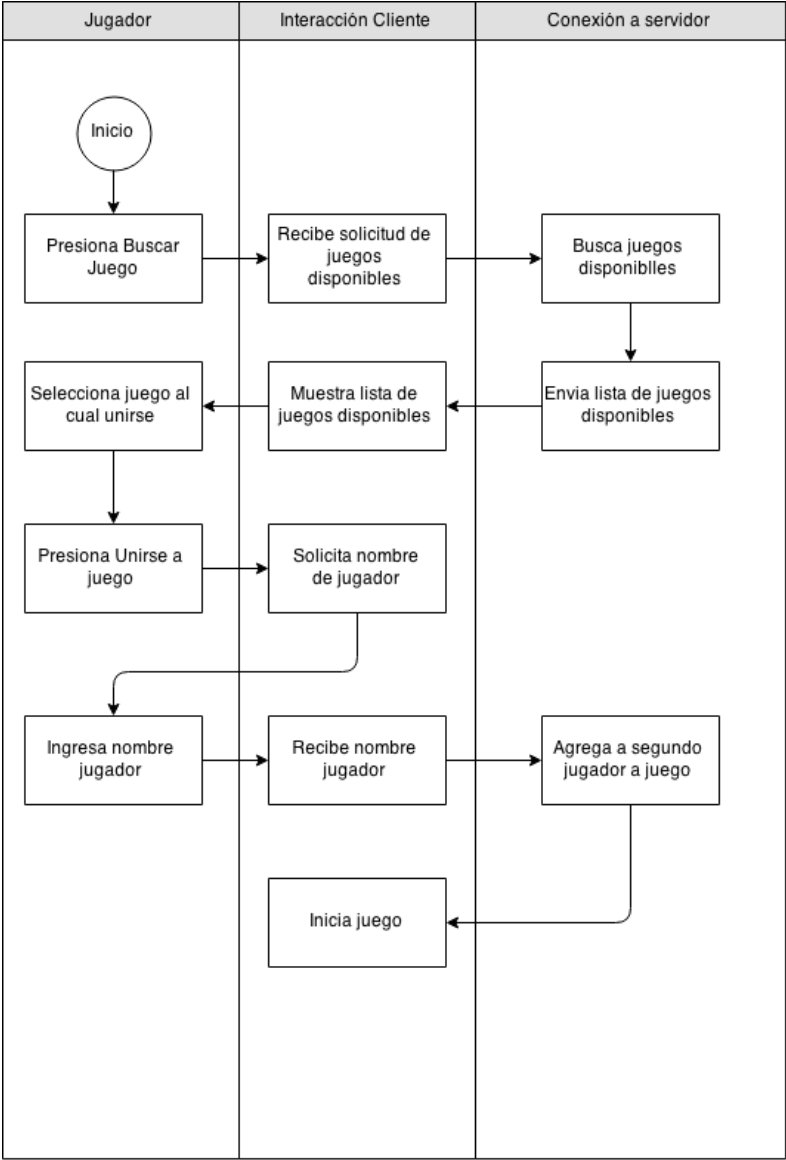 Jugador
Interacción Cliente
Conexión a servidor
Inicio
Presiona Buscar
Juego
Recibe solicitud de
juegos
disponibles
Busca juegos
disponiblles
Selecciona juego al
cual unirse
Muestra lista de
juegos disponibles
Envia lista de juegos
disponibles
Presiona Unirse a
juego
Solicita nombre
de jugador
Ingresa nombre
jugador
Recibe nombre
jugador
Agrega a segundo
jugador a juego
Inicia juego